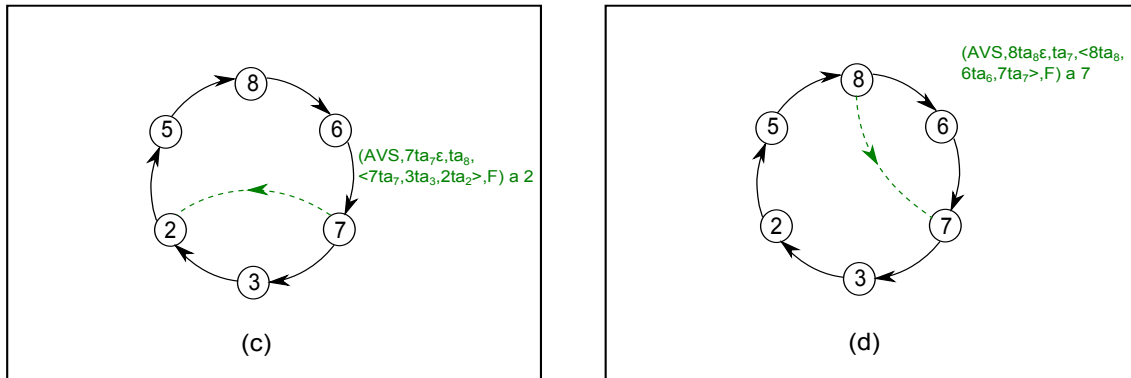 8
6
5
(AVS,7ta₇ε,ta₈,
<7ta₇,3ta₃,2ta₂>,F) a 2
2
7
3
(c)
(AVS,8ta₈ε,ta₇,<8ta₈,
6ta₆,7ta₇>,F) a 7
8
6
5
2
7
3
(d)